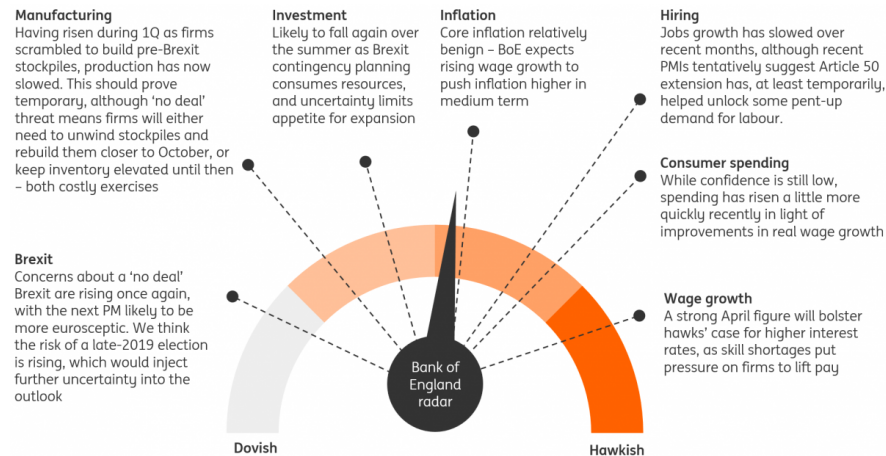 Manufacturing
Having risen during 1Q as firms
scrambled to build pre-Brexit
stockpiles, production has now
slowed. This should prove
temporary, although ‘no deal’
threat means firms will either
need to unwind stockpiles and
rebuild them closer to October, or
keep inventory elevated until then
– both costly exercises
Investment
Likely to fall again over
the summer as Brexit
contingency planning
consumes resources,
and uncertainty limits
appetite for expansion
Inflation
Core inflation relatively
benign – BoE expects
rising wage growth to
push inflation higher in
medium term
Hiring
Jobs growth has slowed over
recent months, although recent
PMIs tentatively suggest Article 50
extension has, at least temporarily,
helped unlock some pent-up
demand for labour.
Consumer spending
While confidence is still low,
spending has risen a little more
quickly recently in light of
improvements in real wage growth
Brexit
Concerns about a ‘no deal’
Brexit are rising once again,
with the next PM likely to be
more eurosceptic. We think
the risk of a late-2019 election
is rising, which would inject
further uncertainty into the
outlook
Wage growth
A strong April figure will bolster
hawks’ case for higher interest
rates, as skill shortages put
pressure on firms to lift pay
Bank of
England
radar
Dovish
Hawkish